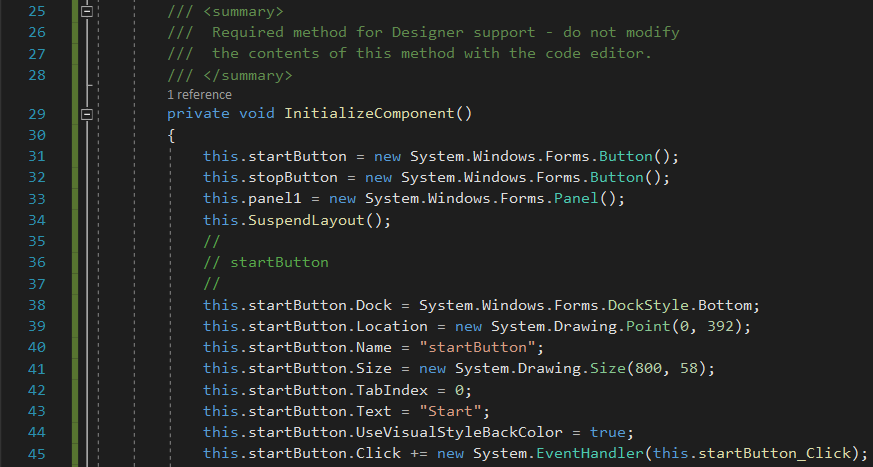 25 /// <summary>
26 /// Required method for Designer support - do not modify
27 /// the contents of this method with the code editor.
28 /// </summary>
1 reference
29 private void InitializeComponent()
30 {
31 this.startButton = new System.Windows.Forms.Button();
32 this.stopButton = new System.Windows.Forms.Button();
33 this.panel1 = new System.Windows.Forms.Panel();
34 this.SuspendLayout();
35 //
36 // startButton
37 //
38 this.startButton.Dock = System.Windows.Forms.DockStyle.Bottom;
39 this.startButton.Location = new System.Drawing.Point(0, 392);
40 this.startButton.Name = "startButton";
41 this.startButton.Size = new System.Drawing.Size(800, 58);
42 this.startButton.TabIndex = 0;
43 this.startButton.Text = "Start";
44 this.startButton.UseVisualStyleBackColor = true;
45 this.startButton.Click += new System.EventHandler(this.startButton_Click);